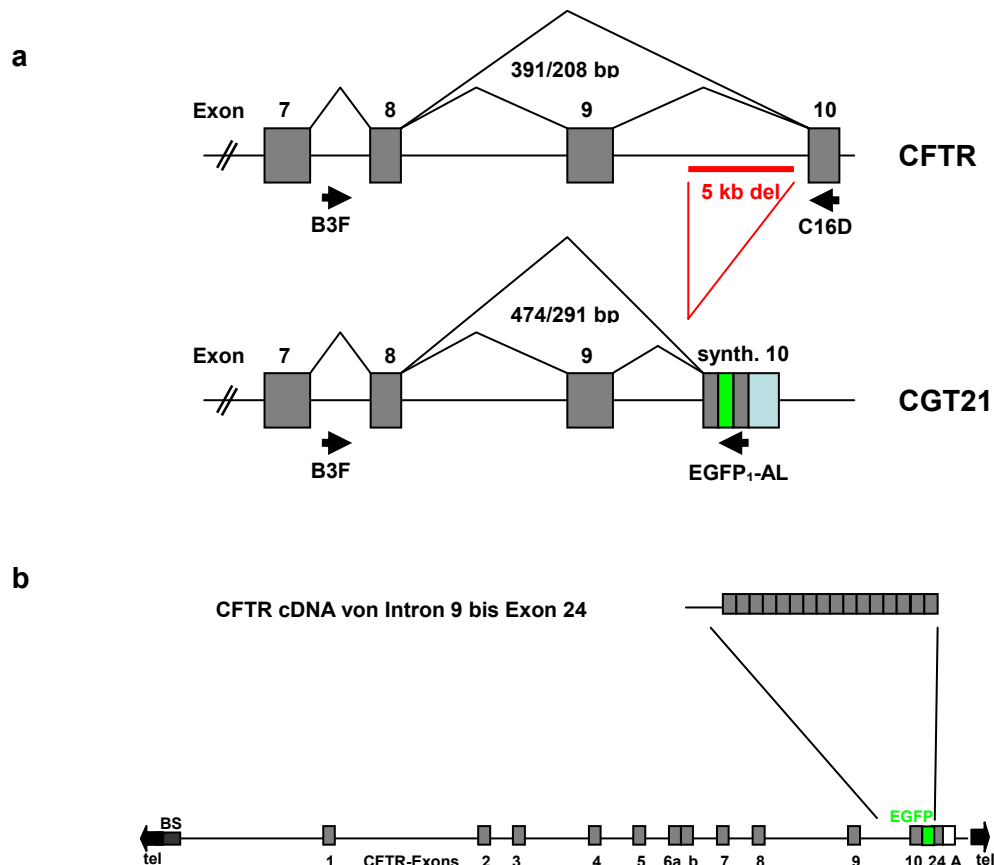 a
391/208 bp
Exon 7 8 9 10
CFTR
5 kb del
B3F C16D
474/291 bp
Exon 7 8 9 synth. 10
CGT21
B3F EGFP₁-AL
b
CFTR cDNA von Intron 9 bis Exon 24
EGFP
BS
tel 1 CFTR-Exons 2 3 4 5 6a b 7 8 9 10 24 A tel